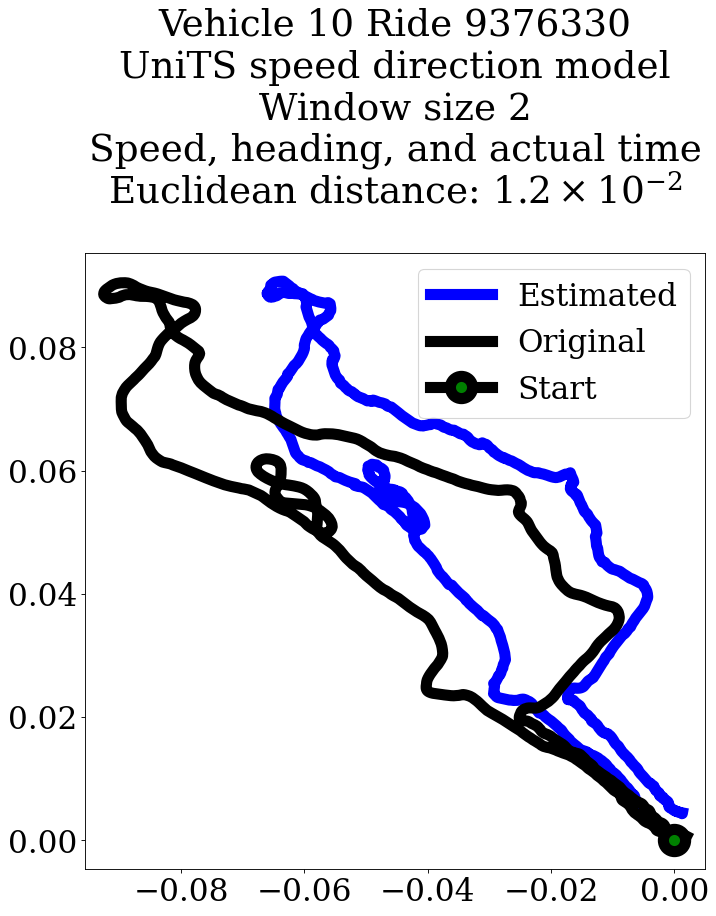 Vehicle 10 Ride 9376330
UniTS speed direction model
Window size 2
Speed, heading, and actual time
Euclidean distance: 1.2 × 10⁻²
Estimated
Original
Start
0.08
0.06
0.04
0.02
0.00
−0.08 −0.06 −0.04 −0.02 0.00